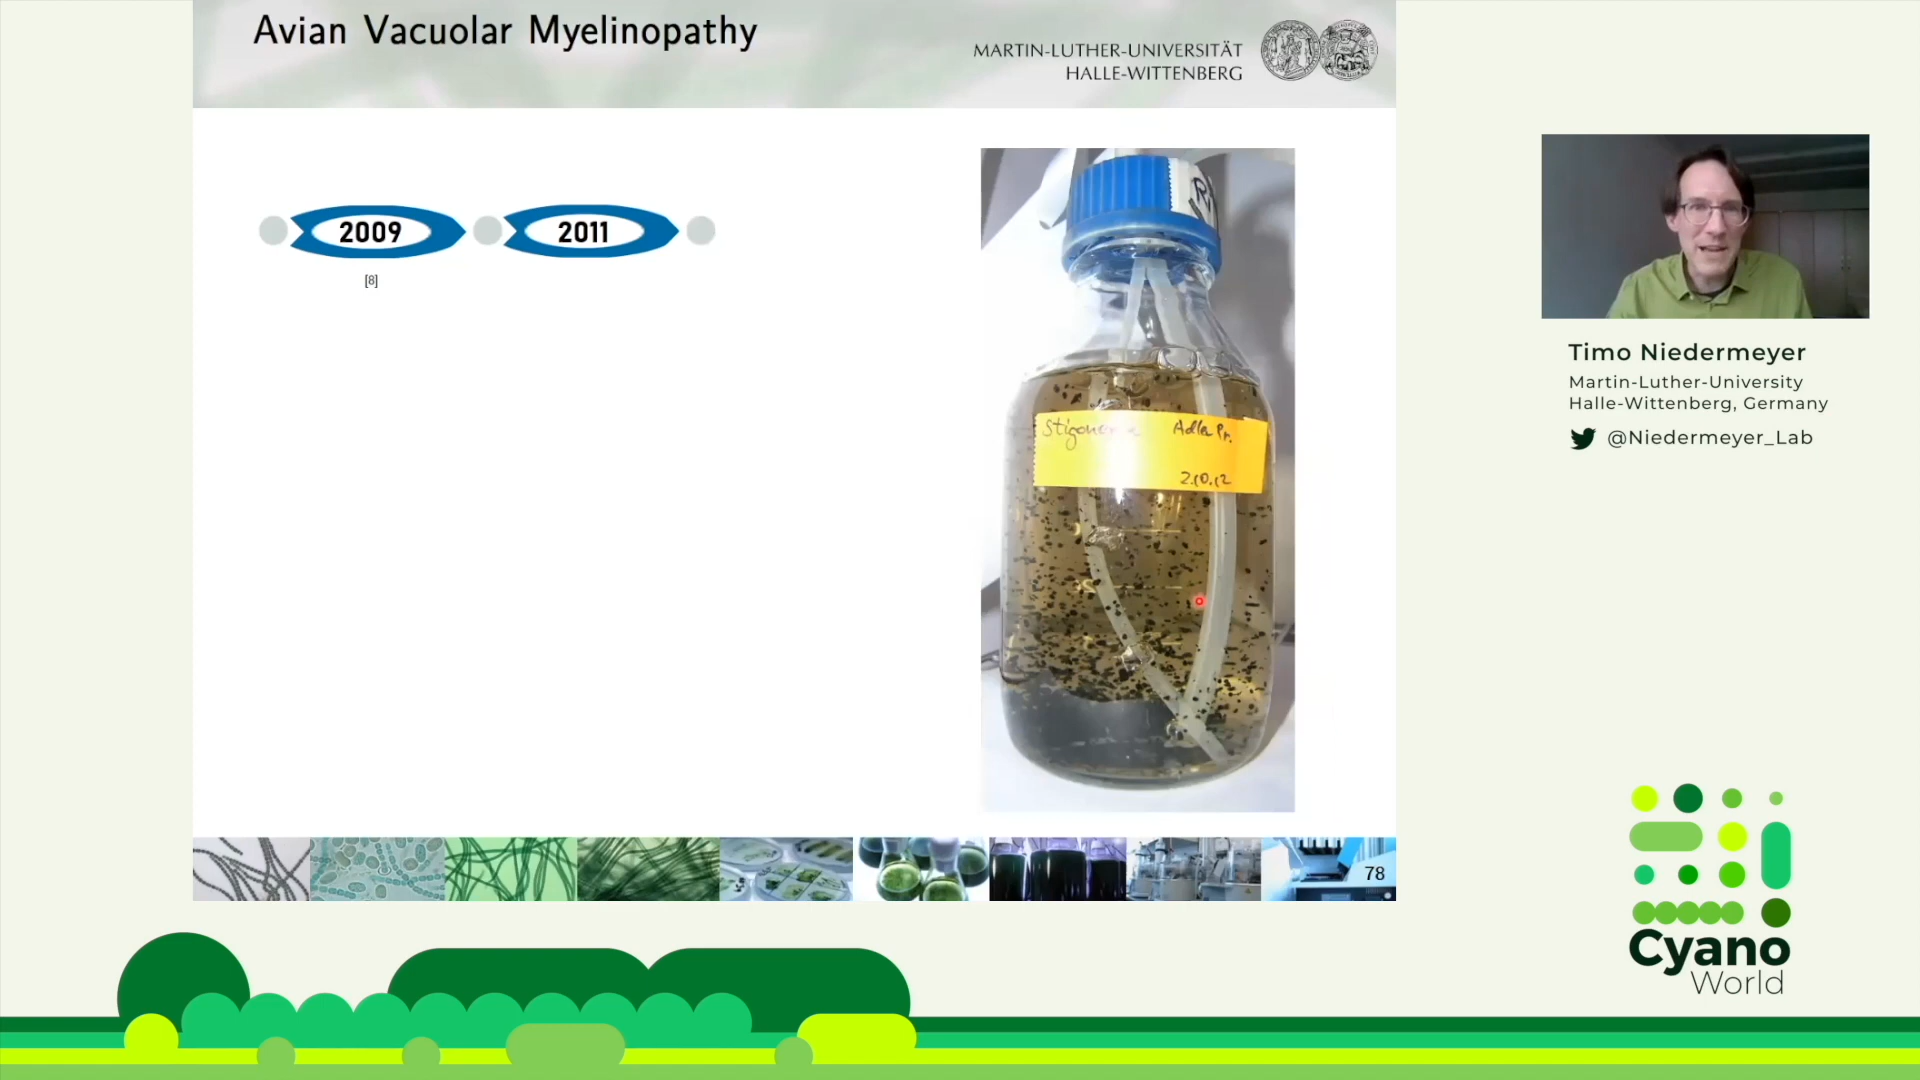 Avian Vacuolar Myelinopathy
MARTIN-LUTHER-UNIVERSITÄT
HALLE-WITTENBERG
2009
2011
[8]
Adler Pr.
2.10.12
78
Timo Niedermeyer
Martin-Luther-University
Halle-Wittenberg, Germany
@Niedermeyer_Lab
Cyano
World